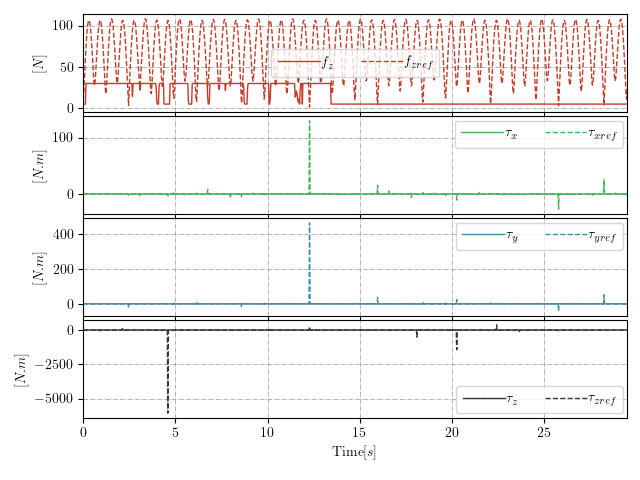 100
50
0
[N]
f_z f_zref
100
0
[N.m]
τ_x τ_xref
400
200
0
[N.m]
τ_y τ_yref
0
−2500
−5000
[N.m]
τ_z τ_zref
0 5 10 15 20 25
Time[s]